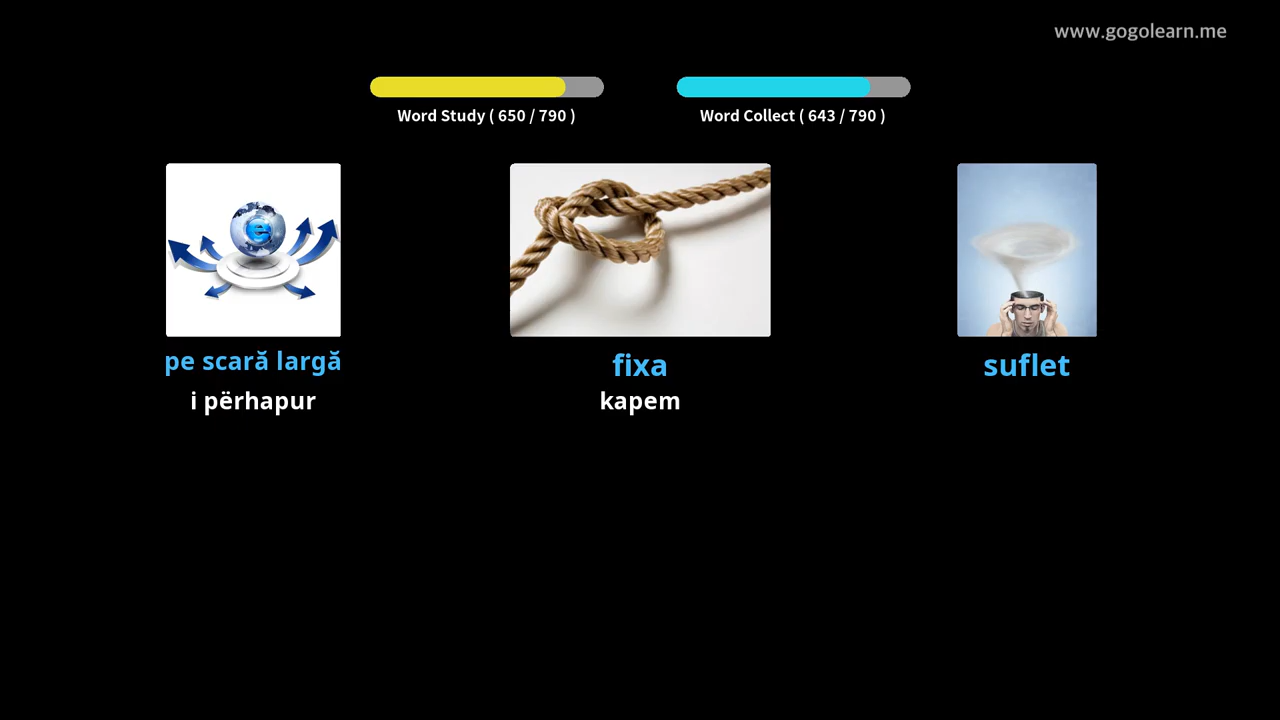 www.gogolearn.me
Word Study ( 650 / 790 )
Word Collect ( 643 / 790 )
e
pe scară largă
i përhapur
fixa
kapem
suflet